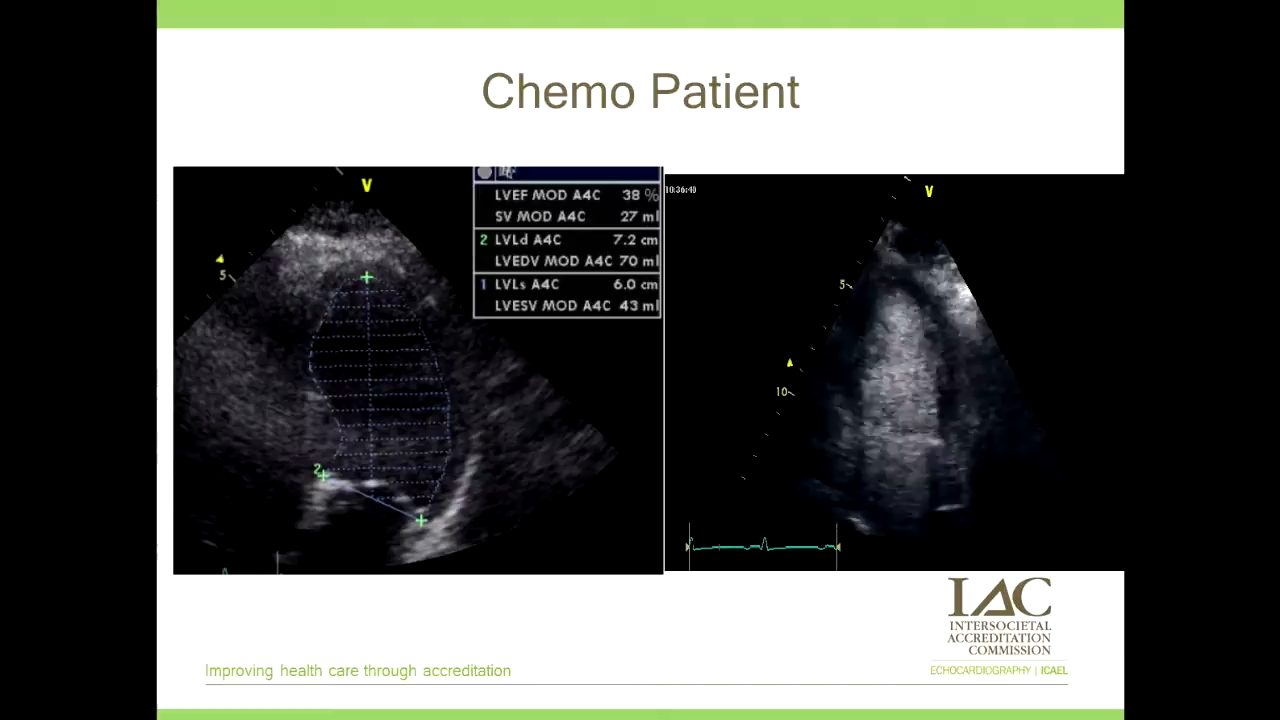 Chemo Patient
V
5
2
LVEF MOD A4C 38 %
SV MOD A4C 27 ml
2 LVLd A4C 7.2 cm
LVEDV MOD A4C 70 ml
1 LVLs A4C 6.0 cm
LVESV MOD A4C 43 ml
10:36:40
V
5
10
IAC
INTERSOCIETAL
ACCREDITATION
COMMISSION
ECHOCARDIOGRAPHY | ICAEL
Improving health care through accreditation